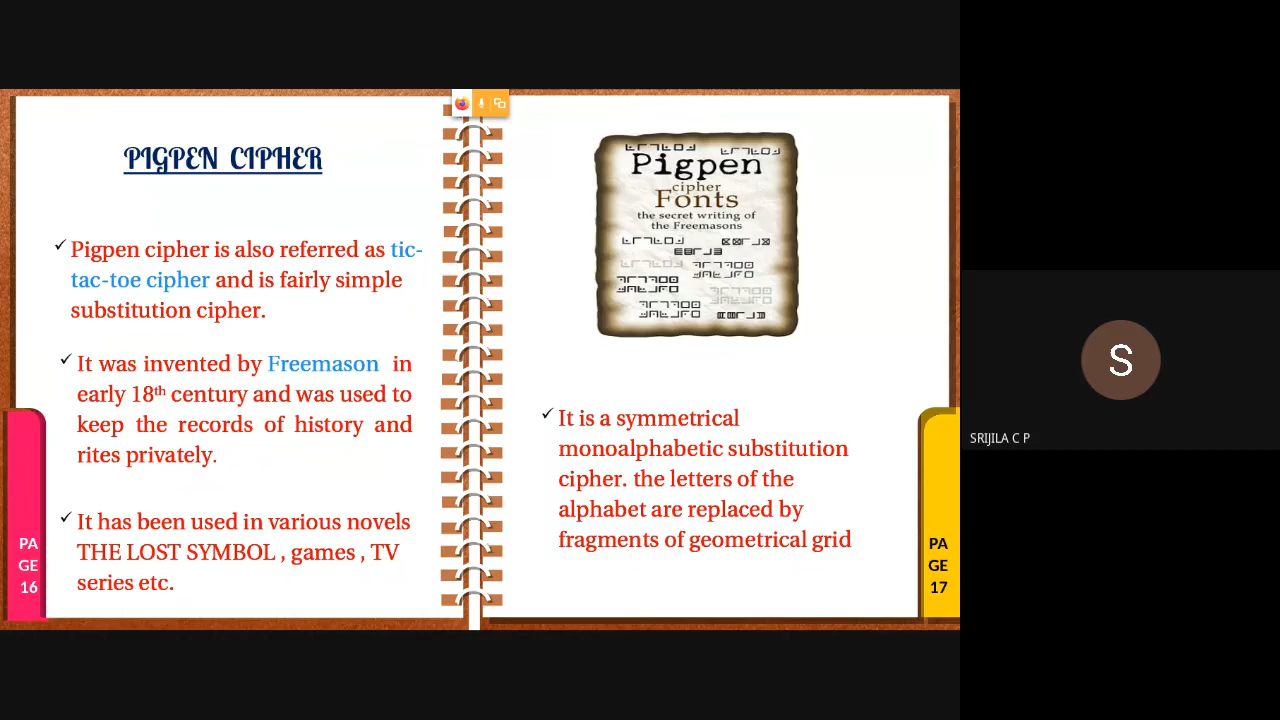 PIGPEN CIPHER
Pigpen cipher is also referred as tic-
tac-toe cipher and is fairly simple
substitution cipher.
It was invented by Freemason in
early 18th century and was used to
keep the records of history and
rites privately.
It has been used in various novels
THE LOST SYMBOL , games , TV
series etc.
PA
GE
16
Pigpen
cipher
Fonts
the secret writing of
the Freemasons
It is a symmetrical
monoalphabetic substitution
cipher. the letters of the
alphabet are replaced by
fragments of geometrical grid
PA
GE
17
S
SRIJILA C P